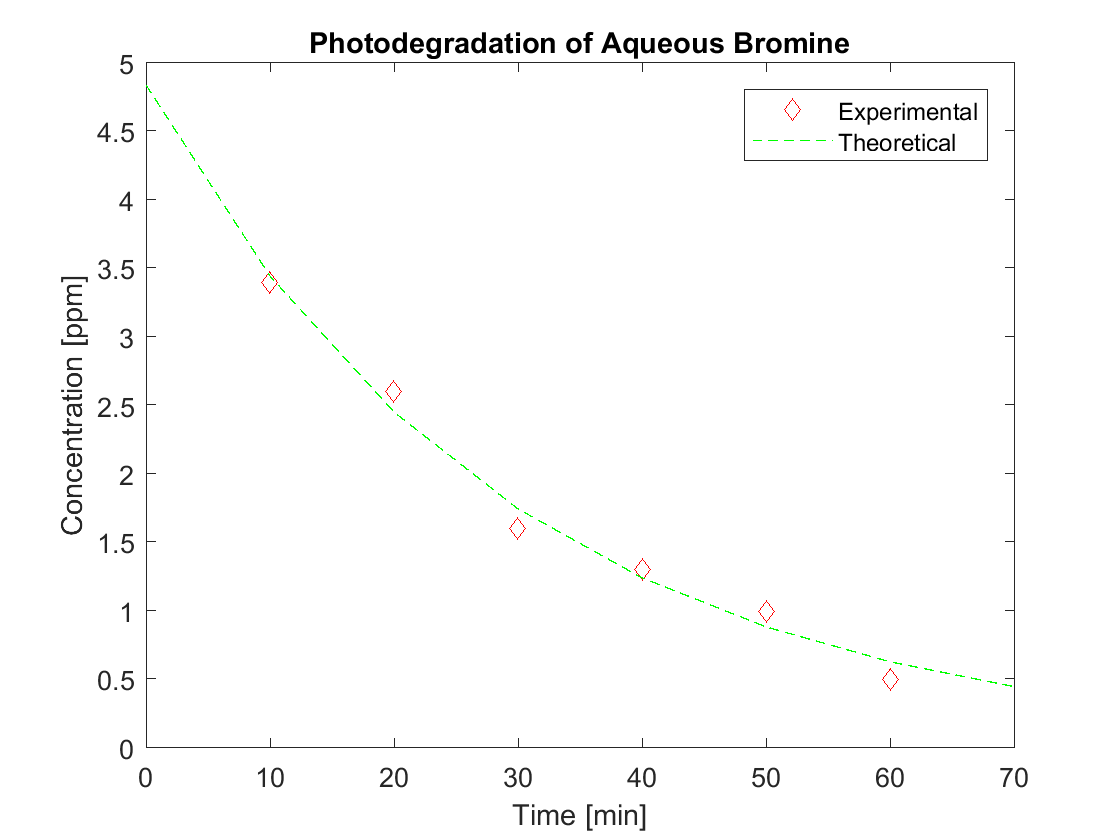 Photodegradation of Aqueous Bromine
Experimental
Theoretical
Concentration [ppm]
5
4.5
4
3.5
3
2.5
2
1.5
1
0.5
0
0 10 20 30 40 50 60 70
Time [min]